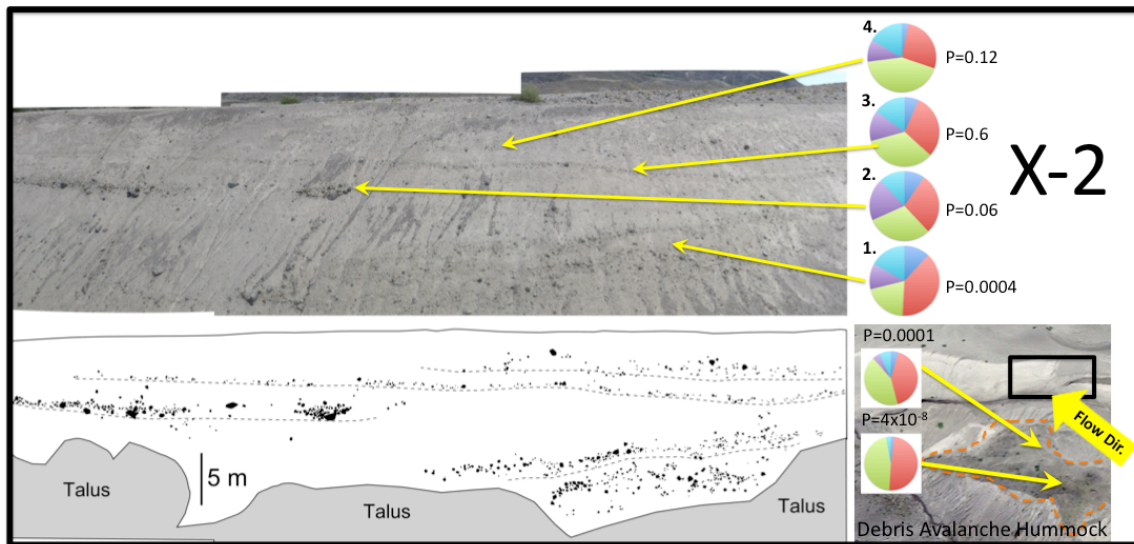 4.
P=0.12
3.
P=0.6
X-2
2.
P=0.06
1.
P=0.0004
P=0.0001
P=4x10⁻⁸
Flow Dir.
5 m
Talus
Talus
Talus
Debris Avalanche Hummock